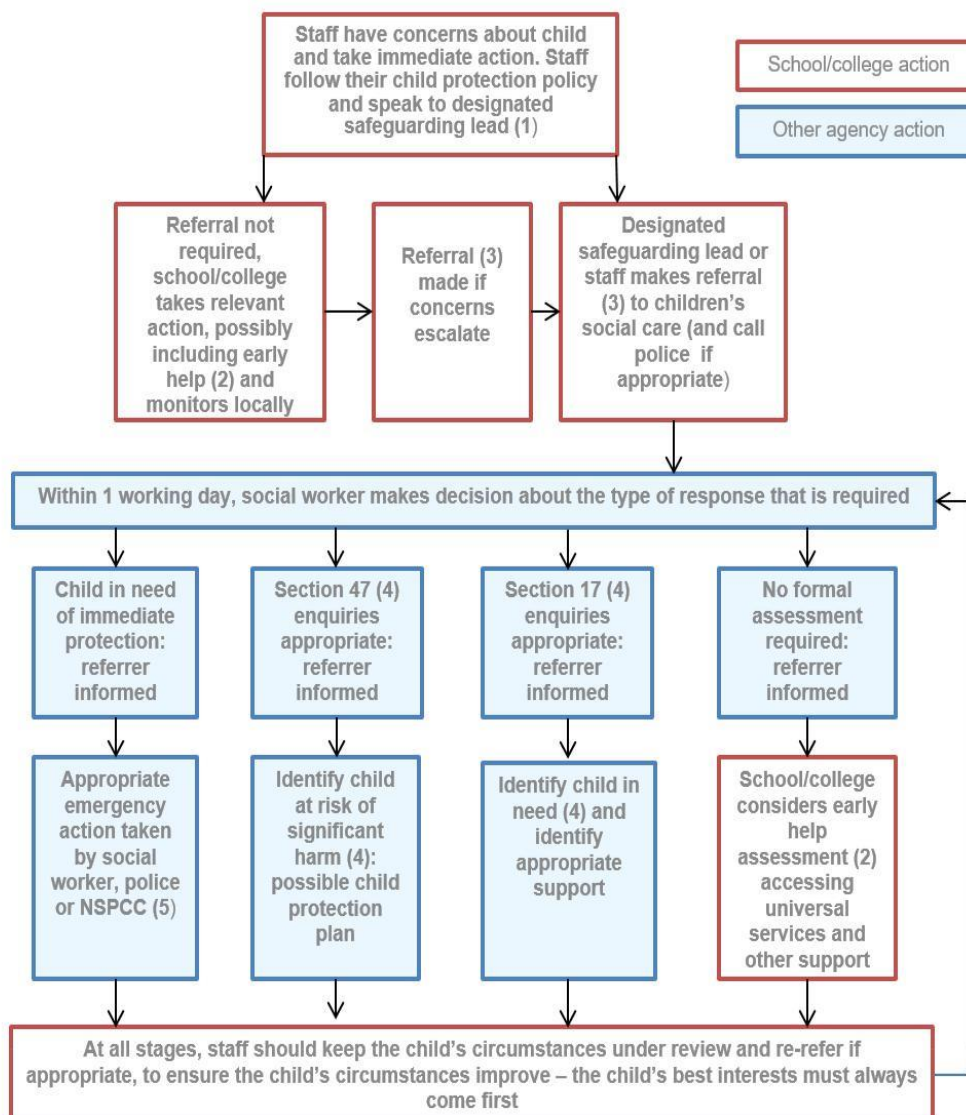 Staff have concerns about child
and take immediate action. Staff
follow their child protection policy
and speak to designated
safeguarding lead (1)
School/college action
Other agency action
Referral not
required,
school/college
takes relevant
action, possibly
including early
help (2) and
monitors locally
Referral (3)
made if
concerns
escalate
Designated
safeguarding lead or
staff makes referral
(3) to children’s
social care (and call
police if
appropriate)
Within 1 working day, social worker makes decision about the type of response that is required
Child in need
of immediate
protection:
referrer
informed
Section 47 (4)
enquiries
appropriate:
referrer
informed
Section 17 (4)
enquiries
appropriate:
referrer
informed
No formal
assessment
required:
referrer
informed
Appropriate
emergency
action taken
by social
worker, police
or NSPCC (5)
Identify child
at risk of
significant
harm (4):
possible child
protection
plan
Identify child in
need (4) and
identify
appropriate
support
School/college
considers early
help
assessment (2)
accessing
universal
services and
other support
At all stages, staff should keep the child’s circumstances under review and re-refer if
appropriate, to ensure the child’s circumstances improve – the child’s best interests must always
come first